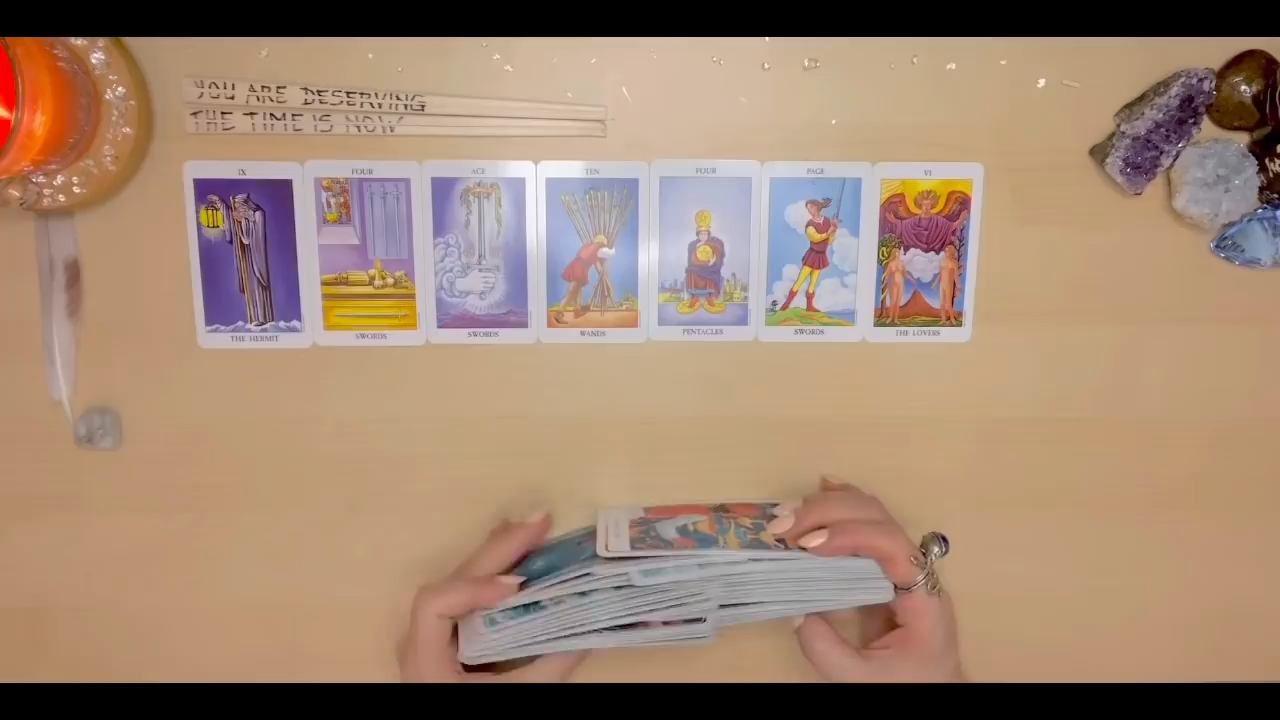 YOU ARE DESERVING
THE TIME IS NOW
IX
THE HERMIT
FOUR
SWORDS
ACE
SWORDS
TEN
WANDS
FOUR
PENTACLES
PAGE
SWORDS
VI
THE LOVERS